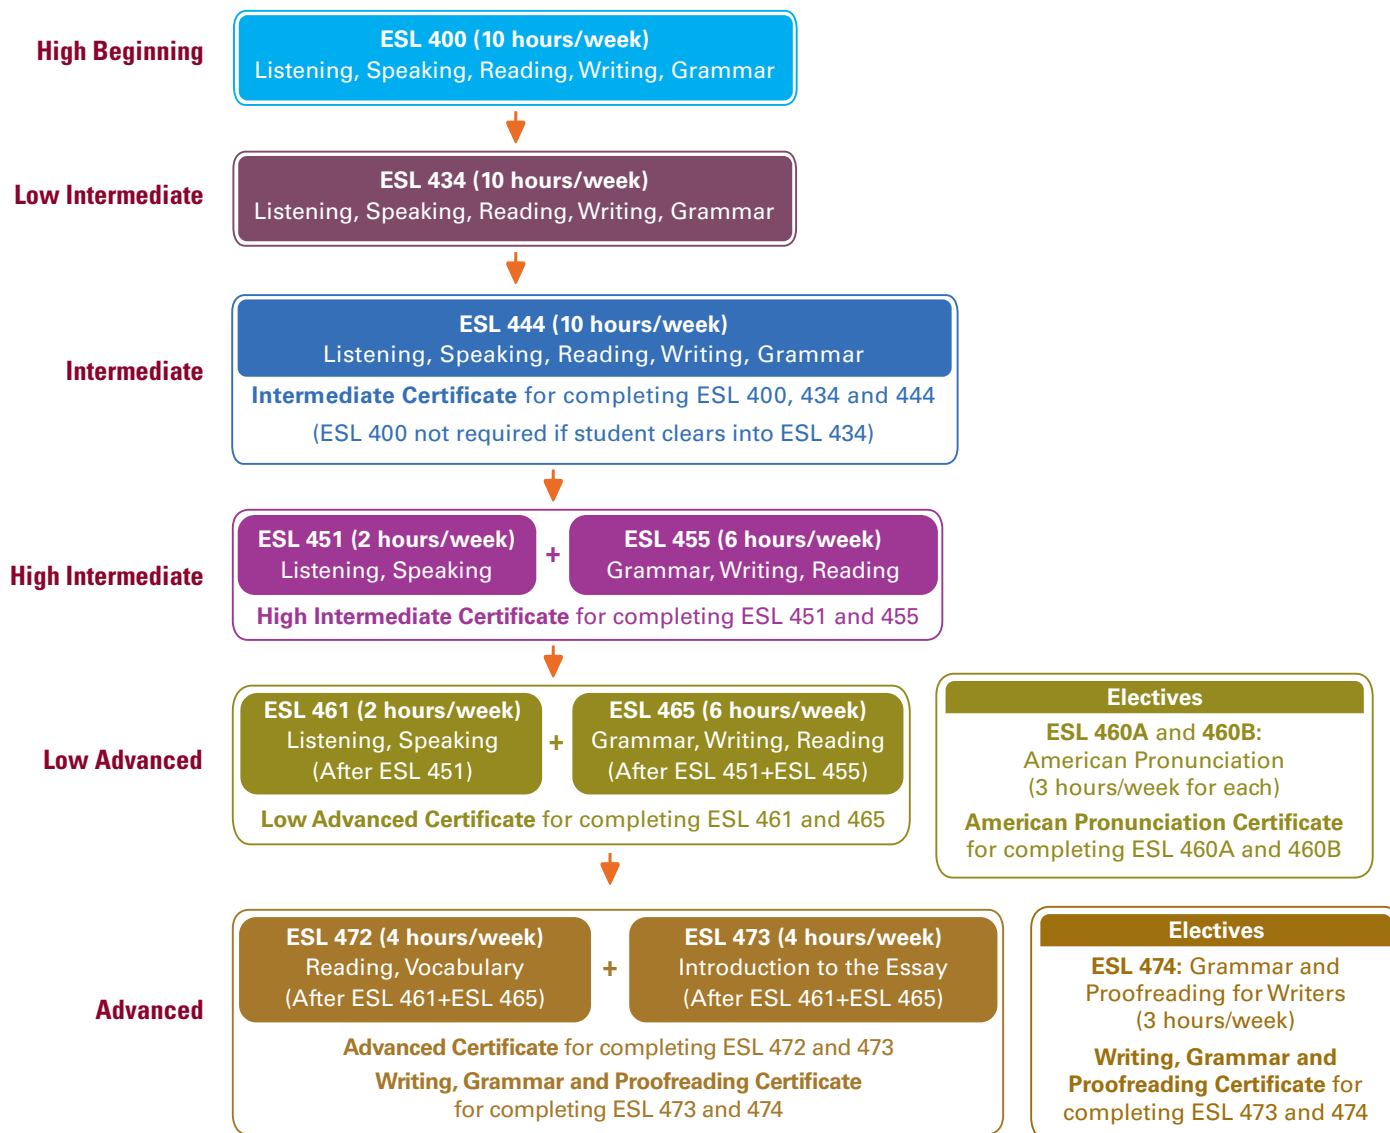 High Beginning
ESL 400 (10 hours/week)
Listening, Speaking, Reading, Writing, Grammar
Low Intermediate
ESL 434 (10 hours/week)
Listening, Speaking, Reading, Writing, Grammar
Intermediate
ESL 444 (10 hours/week)
Listening, Speaking, Reading, Writing, Grammar
Intermediate Certificate for completing ESL 400, 434 and 444
(ESL 400 not required if student clears into ESL 434)
High Intermediate
ESL 451 (2 hours/week)
Listening, Speaking
+
ESL 455 (6 hours/week)
Grammar, Writing, Reading
High Intermediate Certificate for completing ESL 451 and 455
Low Advanced
ESL 461 (2 hours/week)
Listening, Speaking
(After ESL 451)
+
ESL 465 (6 hours/week)
Grammar, Writing, Reading
(After ESL 451+ESL 455)
Low Advanced Certificate for completing ESL 461 and 465
Electives
ESL 460A and 460B:
American Pronunciation
(3 hours/week for each)
American Pronunciation Certificate
for completing ESL 460A and 460B
Advanced
ESL 472 (4 hours/week)
Reading, Vocabulary
(After ESL 461+ESL 465)
+
ESL 473 (4 hours/week)
Introduction to the Essay
(After ESL 461+ESL 465)
Advanced Certificate for completing ESL 472 and 473
Writing, Grammar and Proofreading Certificate
for completing ESL 473 and 474
Electives
ESL 474: Grammar and
Proofreading for Writers
(3 hours/week)
Writing, Grammar and
Proofreading Certificate for
completing ESL 473 and 474